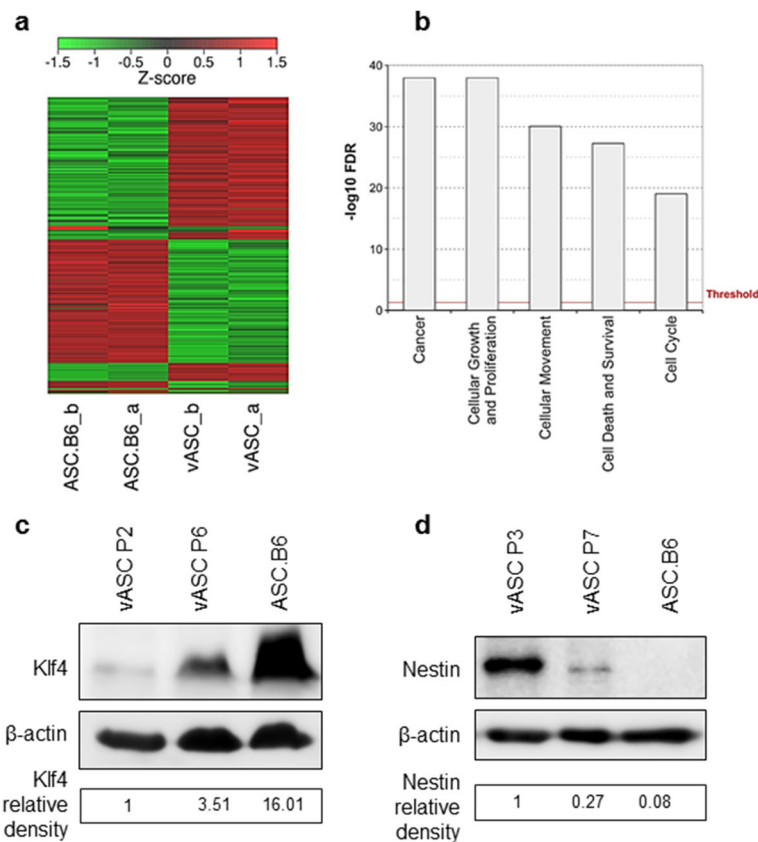 a
-1.5 -1 -0.5 0 0.5 1 1.5
Z-score
ASC.B6_b
ASC.B6_a
vASC_b
vASC_a
b
-log10 FDR
40
30
20
10
0
Threshold
Cancer
Cellular Growth
and Proliferation
Cellular Movement
Cell Death and Survival
Cell Cycle
c
vASC P2
vASC P6
ASC.B6
Klf4
β-actin
Klf4
relative
density
1 3.51 16.01
d
vASC P3
vASC P7
ASC.B6
Nestin
β-actin
Nestin
relative
density
1 0.27 0.08